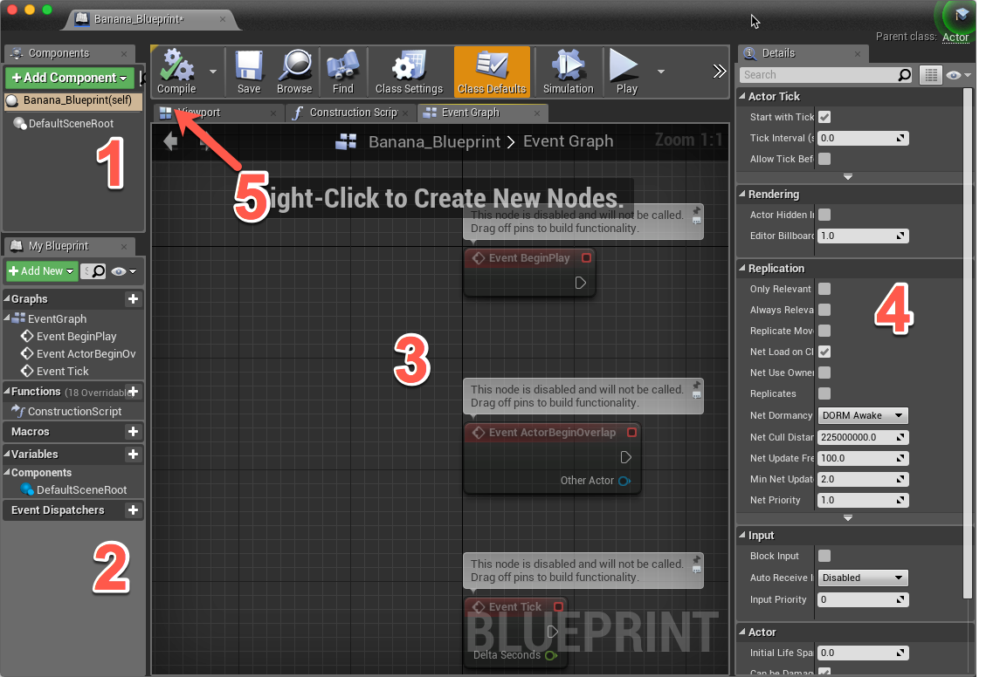 Banana_Blueprint*
Parent class: Actor
Components
+ Add Component
Banana_Blueprint(self)
DefaultSceneRoot
1
My Blueprint
+ Add New
Graphs
EventGraph
Event BeginPlay
Event ActorBeginOv
Event Tick
Functions (18 Overridabl
ConstructionScript
Macros
Variables
Components
DefaultSceneRoot
Event Dispatchers
2
Compile
Save
Browse
Find
Class Settings
Class Defaults
Simulation
Play
Viewport
Construction Scrip
Event Graph
Banana_Blueprint > Event Graph
Zoom 1:1
5
ight-Click to Create New Nodes.
This node is disabled and will not be called.
Drag off pins to build functionality.
Event BeginPlay
3
This node is disabled and will not be called.
Drag off pins to build functionality.
Event ActorBeginOverlap
Other Actor
This node is disabled and will not be called.
Drag off pins to build functionality.
Event Tick
Delta Seconds
BLUEPRINT
Details
Search
Actor Tick
Start with Tick
Tick Interval (s 0.0
Allow Tick Bef
Rendering
Actor Hidden I
Editor Billboard 1.0
Replication
Only Relevant
Always Releva
Replicate Mov
Net Load on Cl
Net Use Owner
Replicates
Net Dormancy DORM Awake
Net Cull Distan 225000000.0
Net Update Fre 100.0
Min Net Updat 2.0
Net Priority 1.0
4
Input
Block Input
Auto Receive I Disabled
Input Priority 0
Actor
Initial Life Spa 0.0
Can be Damag